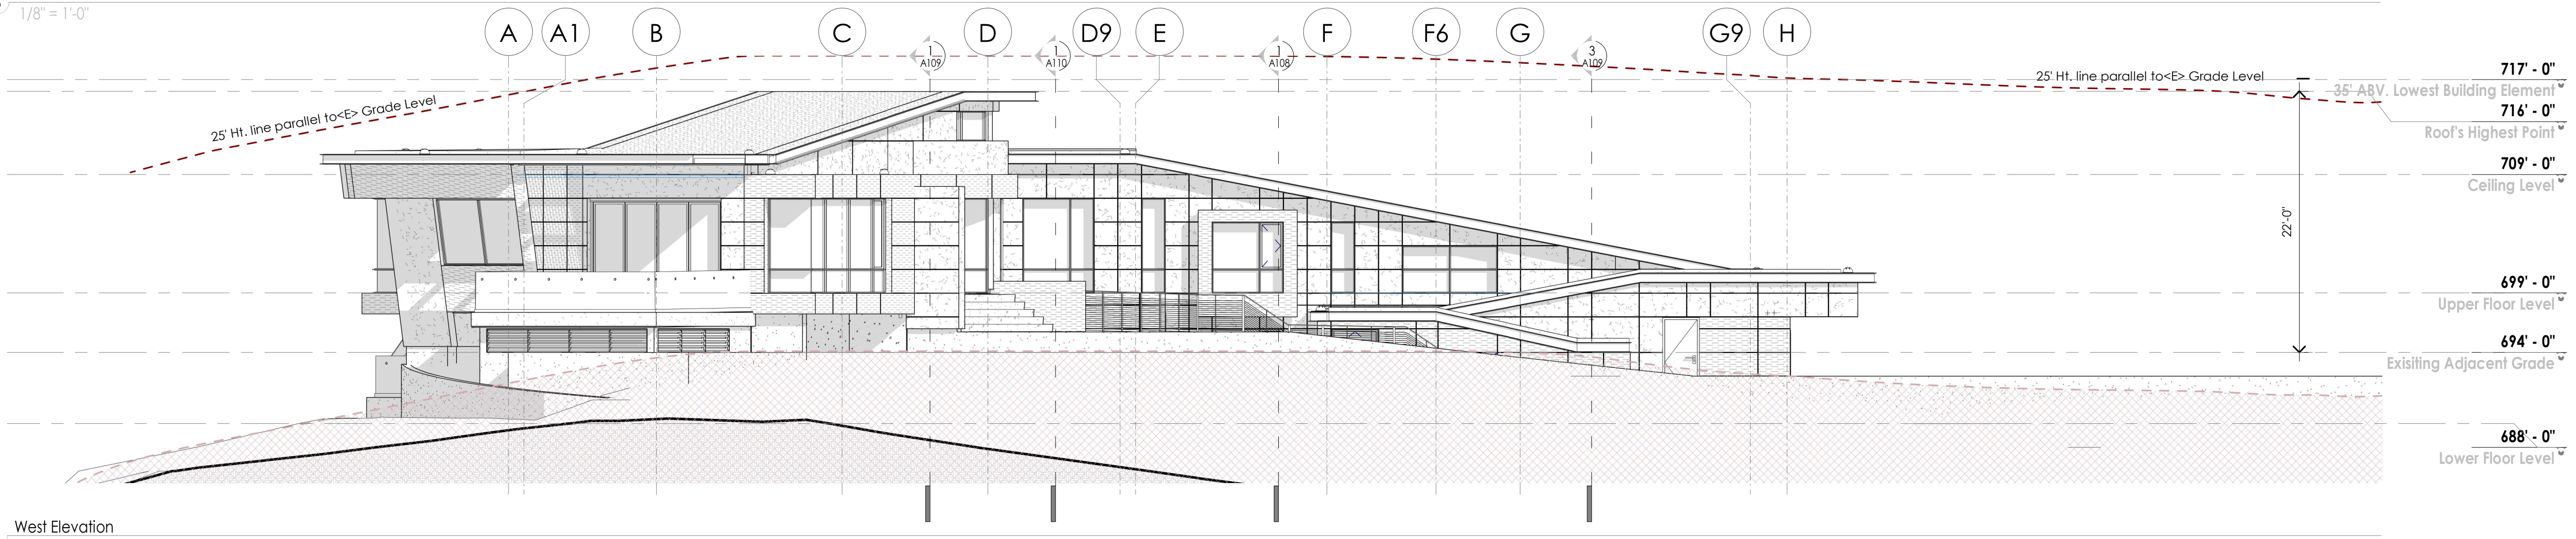 1/8" = 1'-0"
A
A1
B
C
1
A109
D
1
A110
D9
E
1
A108
F
F6
G
3
A109
G9
H
25' Ht. line parallel to<E> Grade Level
25' Ht. line parallel to<E> Grade Level
717' - 0"
35' ABV. Lowest Building Element
716' - 0"
Roof's Highest Point
709' - 0"
Ceiling Level
22'-0"
699' - 0"
Upper Floor Level
694' - 0"
Exisiting Adjacent Grade
688' - 0"
Lower Floor Level
West Elevation